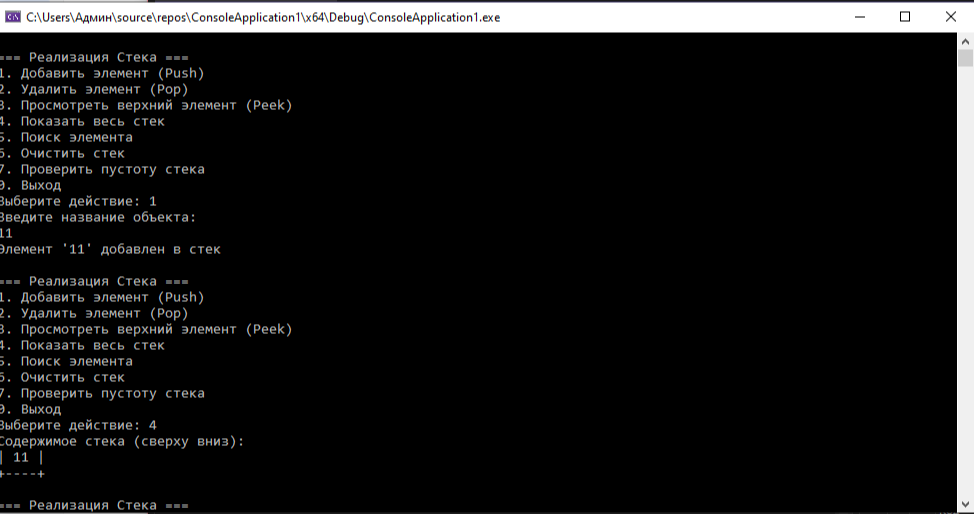 C:\Users\Админ\source\repos\ConsoleApplication1\x64\Debug\ConsoleApplication1.exe
=== Реализация Стека ===
1. Добавить элемент (Push)
2. Удалить элемент (Pop)
3. Просмотреть верхний элемент (Peek)
4. Показать весь стек
5. Поиск элемента
6. Очистить стек
7. Проверить пустоту стека
0. Выход
Выберите действие: 1
Введите название объекта:
11
Элемент '11' добавлен в стек
=== Реализация Стека ===
1. Добавить элемент (Push)
2. Удалить элемент (Pop)
3. Просмотреть верхний элемент (Peek)
4. Показать весь стек
5. Поиск элемента
6. Очистить стек
7. Проверить пустоту стека
0. Выход
Выберите действие: 4
Содержимое стека (сверху вниз):
| 11 |
+----+
=== Реализация Стека ===